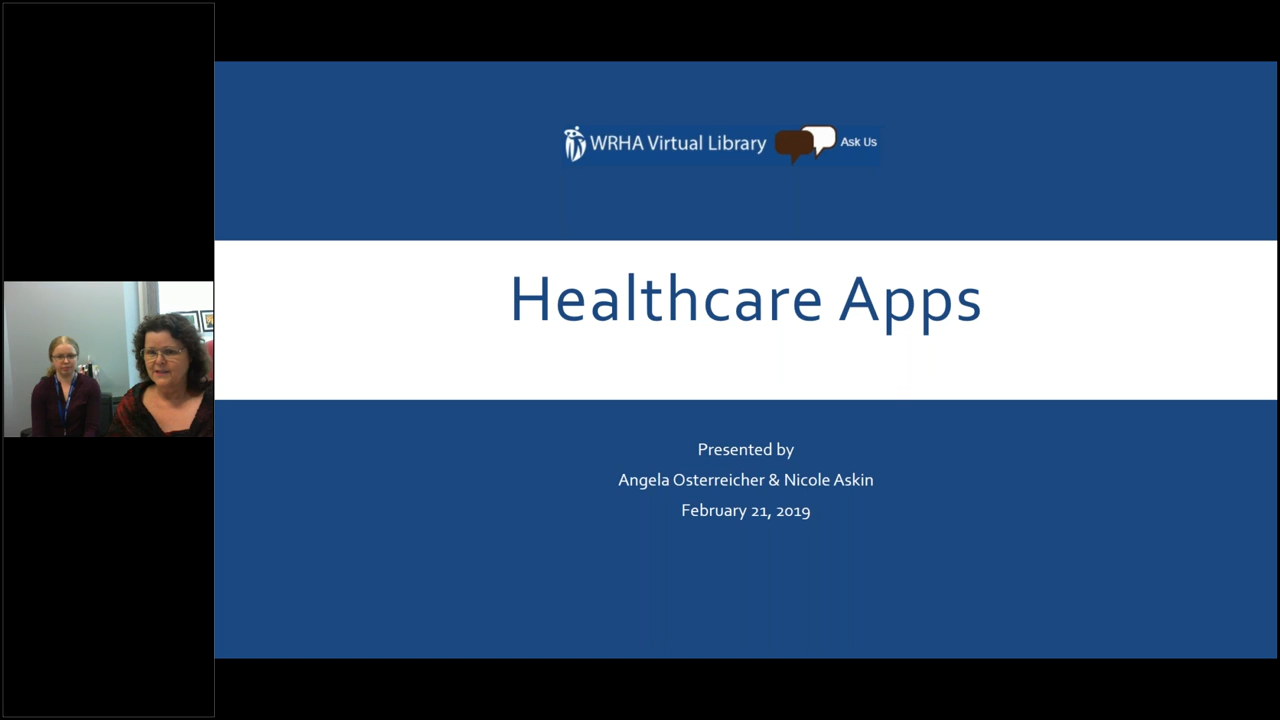 WRHA Virtual Library Ask Us
Healthcare Apps
Presented by
Angela Osterreicher & Nicole Askin
February 21, 2019